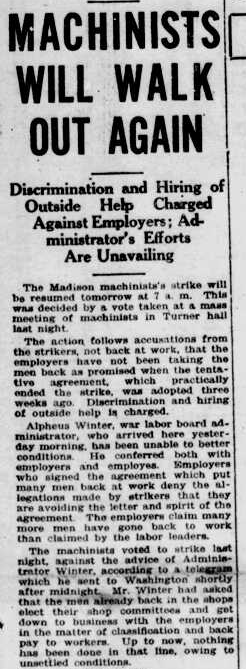 MACHINISTS
WILL WALK
OUT AGAIN
Discrimination and Hiring of
Outside Help Charged
Against Employers; Ad-
ministrator's Efforts
Are Unavailing
The Madison machinists's strike will
be resumed tomorrow at 7 a. m. This
was decided by a vote taken at a mass
meeting of machinists in Turner hall
last night.
The action follows accusations from
the strikers, not back at work, that the
employers have not been taking the
men back as promised when the tenta-
tive agreement, which practically
ended the strike, was adopted three
weeks ago. Discrimination and hiring
of outside help is charged.
Alpheus Winter, war labor board ad-
ministrator, who arrived here yester-
day morning, has been unable to better
conditions. He conferred both with
employers and employes. Employers
who signed the agreement which put
many men back at work deny the al-
legations made by strikers that they
are avoiding the letter and spirit of the
agreement. The employers claim many
more men have gone back to work
than claimed by the labor leaders.
The machinists voted to strike last
night, against the advice of Adminis-
trator Winter, according to a telegram
which he sent to Washington shortly
after midnight. Mr. Winter had asked
that the men already back in the shops
elect their shop committees and get
down to business with the employers
in the matter of classification and back
pay to workers. Up to now, nothing
has been done in that line, owing to
unsettled conditions.